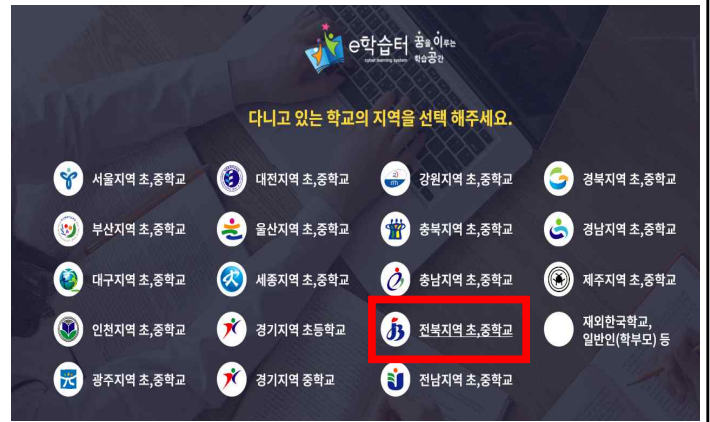 e학습터 꿈을 이루는
cyber learning system 학습공간
다니고 있는 학교의 지역을 선택 해주세요.
서울지역 초,중학교
대전지역 초,중학교
강원지역 초,중학교
경북지역 초,중학교
부산지역 초,중학교
울산지역 초,중학교
충북지역 초,중학교
경남지역 초,중학교
대구지역 초,중학교
세종지역 초,중학교
충남지역 초,중학교
제주지역 초,중학교
인천지역 초,중학교
경기지역 초등학교
전북지역 초,중학교
재외한국학교,
일반인(학부모) 등
광주지역 초,중학교
경기지역 중학교
전남지역 초,중학교